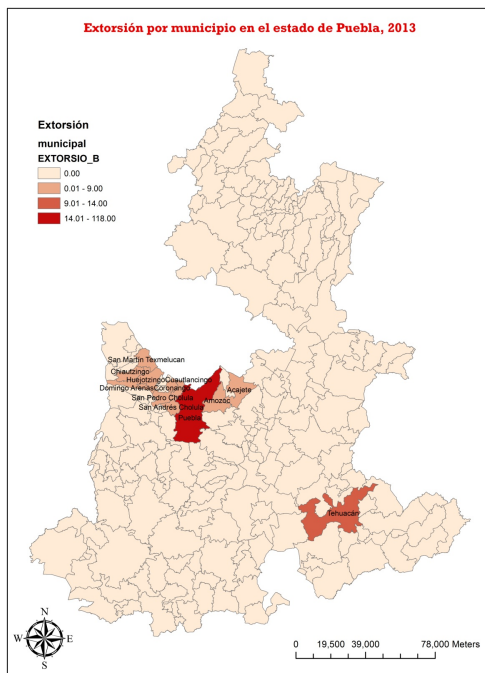 Extorsión por municipio en el estado de Puebla, 2013
Extorsión
municipal
EXTORSIO_B
0.00
0.01 - 9.00
9.01 - 14.00
14.01 - 118.00
San Martín Texmelucan
Chiautzingo
Huejotzingo
Cuautlancingo
Domingo Arenas
Coronango
Acajete
San Pedro Cholula
Amozoc
San Andrés Cholula
Puebla
Tehuacán
N
W
E
S
0 19,500 39,000 78,000 Meters